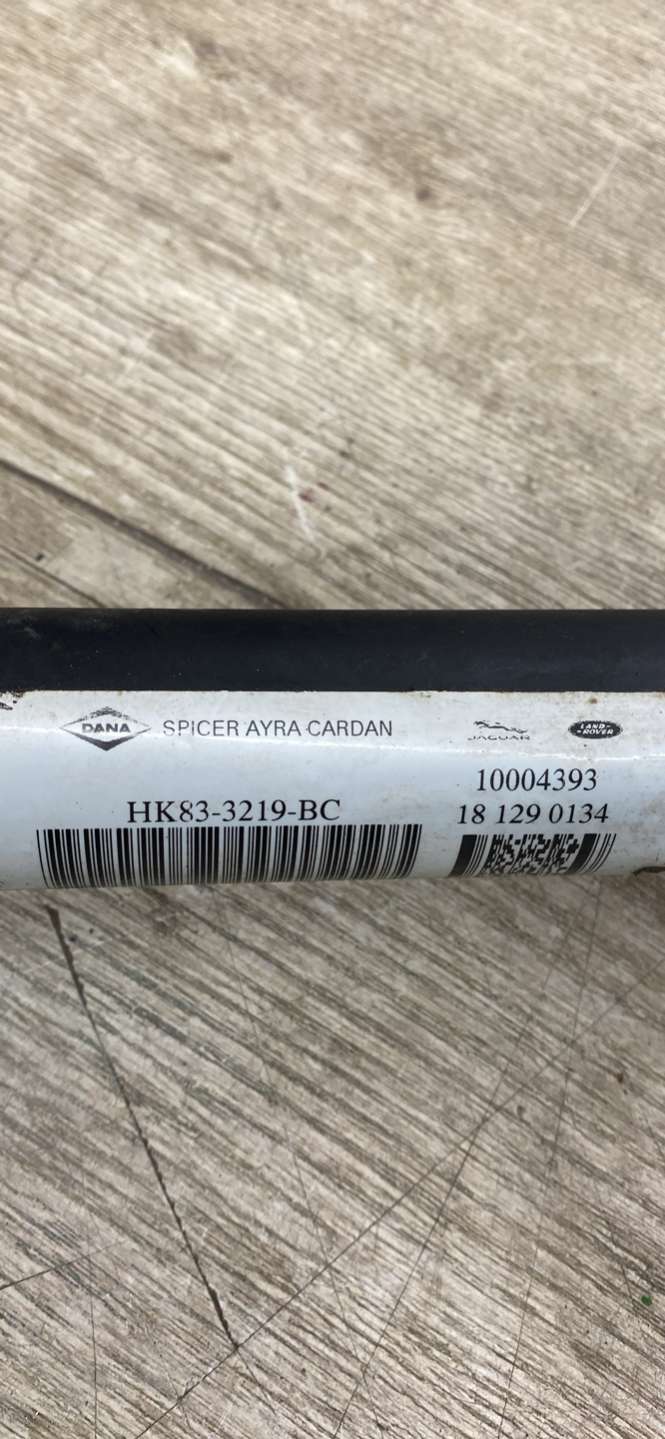 DANA SPICER AYRA CARDAN JAGUAR LAND-ROVER
10004393
HK83-3219-BC 18 129 0134